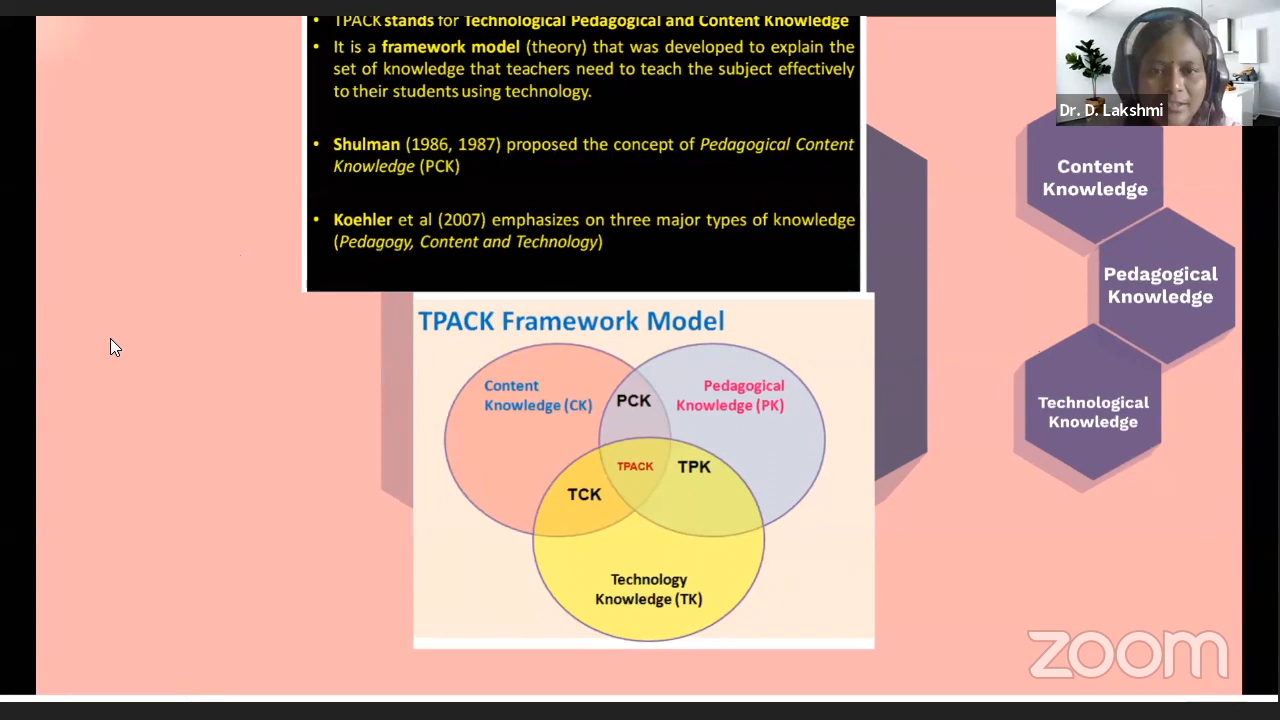 • TPACK stands for Technological Pedagogical and Content Knowledge
• It is a framework model (theory) that was developed to explain the
set of knowledge that teachers need to teach the subject effectively
to their students using technology.
• Shulman (1986, 1987) proposed the concept of Pedagogical Content
Knowledge (PCK)
• Koehler et al (2007) emphasizes on three major types of knowledge
(Pedagogy, Content and Technology)
TPACK Framework Model
Content
Knowledge (CK)
PCK
Pedagogical
Knowledge (PK)
TPACK
TPK
TCK
Technology
Knowledge (TK)
Dr. D. Lakshmi
Content
Knowledge
Pedagogical
Knowledge
Technological
Knowledge
zoom